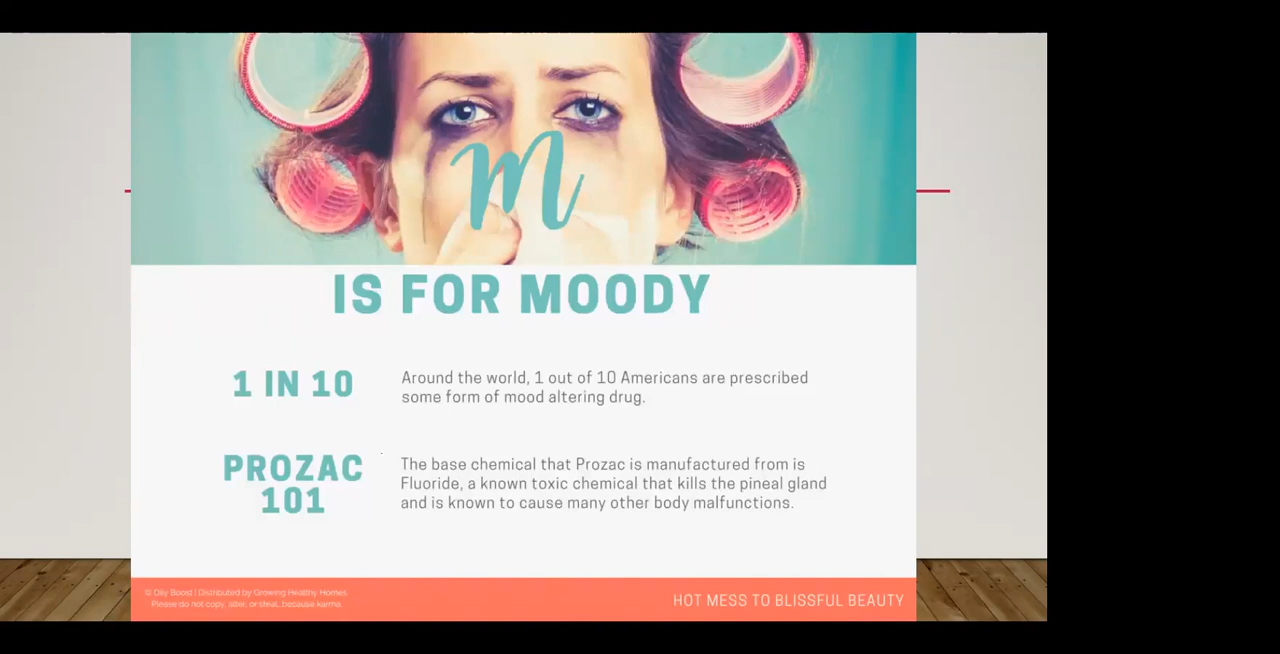 m
IS FOR MOODY
1 IN 10
Around the world, 1 out of 10 Americans are prescribed
some form of mood altering drug.
PROZAC
101
The base chemical that Prozac is manufactured from is
Fluoride, a known toxic chemical that kills the pineal gland
and is known to cause many other body malfunctions.
© Oily Boost | Distributed by Growing Healthy Homes
Please do not copy, alter, or steal, because karma.
HOT MESS TO BLISSFUL BEAUTY